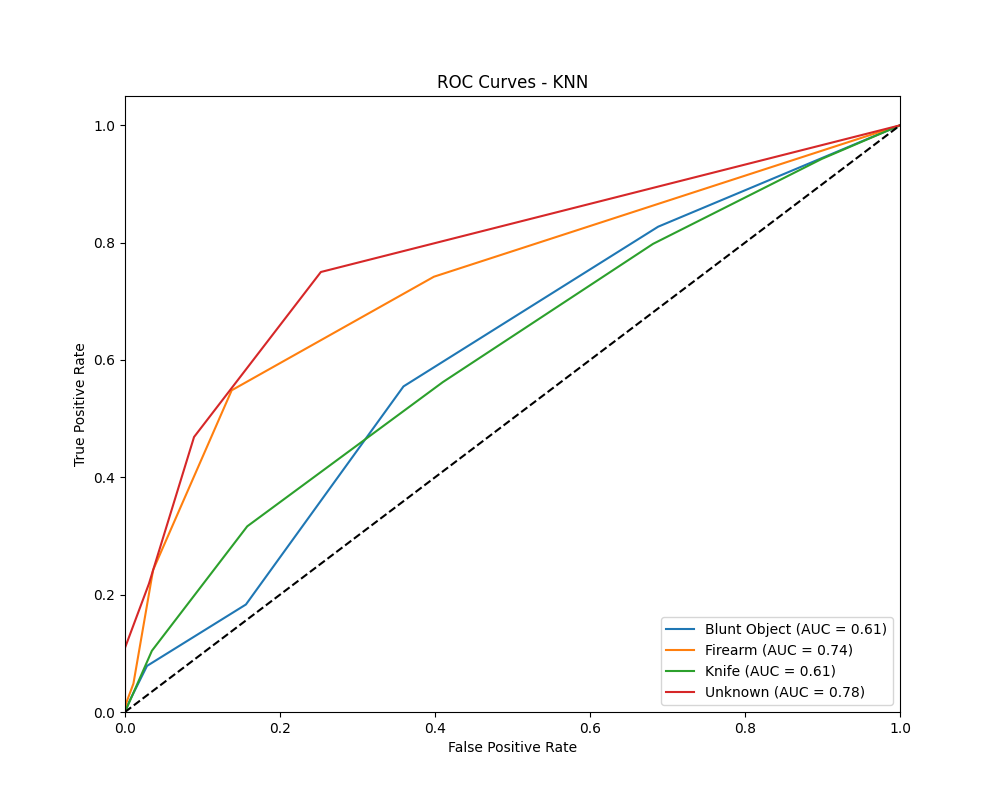 ROC Curves - KNN
True Positive Rate
1.0
0.8
0.6
0.4
0.2
0.0
0.0 0.2 0.4 0.6 0.8 1.0
False Positive Rate
Blunt Object (AUC = 0.61)
Firearm (AUC = 0.74)
Knife (AUC = 0.61)
Unknown (AUC = 0.78)